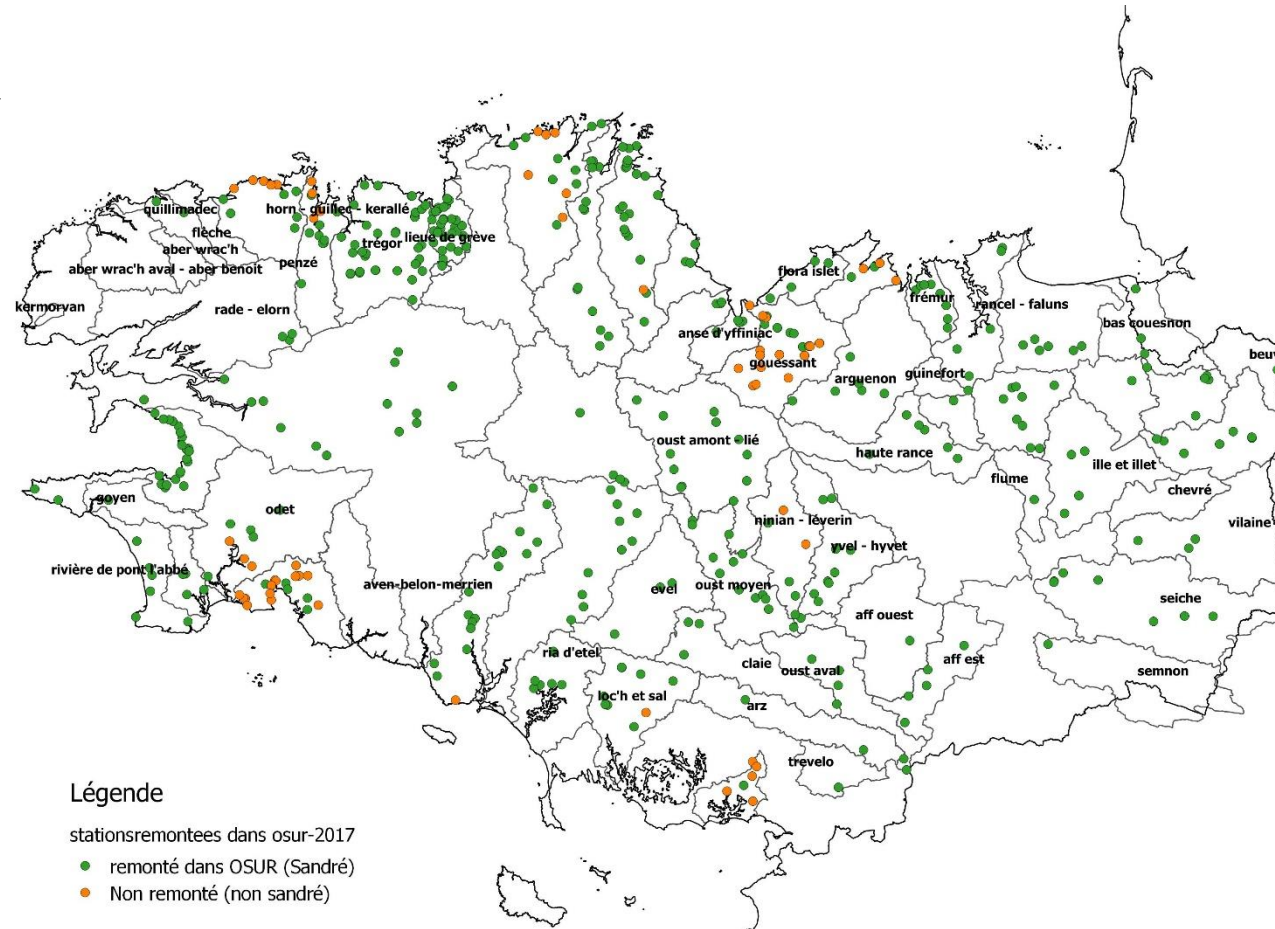 quillimadec
horn - guillec - kerallé
flèche
trégor
lieue de grève
aber wrac'h
penzé
aber wrac'h aval - aber benoit
flora islet
kermorvan
rade - elorn
frémur
rancel - faluns
bas couesnon
anse d'yffiniac
gouessant
beuv
arguenon
guinefort
oust amont - lié
haute rance
ille et illet
flume
chevré
goyen
odet
ninian - léverin
vilaine
yvel - hyvet
rivière de pont l'abbé
aven-belon-merrien
evel
oust moyen
seiche
aff ouest
ria d'etel
claie
oust aval
aff est
semnon
loc'h et sal
arz
trevelo
Légende
stationsremontees dans osur-2017
remonté dans OSUR (Sandré)
Non remonté (non sandré)